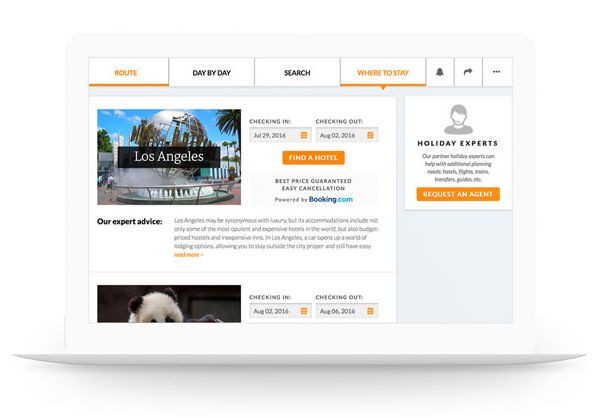 ROUTE
DAY BY DAY
SEARCH
WHERE TO STAY
Los Angeles
CHECKING IN: CHECKING OUT:
Jul 29, 2016 Aug 02, 2016
FIND A HOTEL
BEST PRICE GUARANTEED
EASY CANCELLATION
Powered by Booking.com
Our expert advice:
Los Angeles may be synonymous with luxury, but its accommodations include not
only some of the most opulent and expensive hotels in the world, but also budget-
priced hostels and inexpensive inns. In Los Angeles, a car opens up a world of
lodging options, allowing you to stay outside the city proper and still have easy
read more
HOLIDAY EXPERTS
Our partner holiday experts can
help with additional planning
needs: hotels, flights, trains,
transfers, guides, etc.
REQUEST AN AGENT
CHECKING IN: CHECKING OUT:
Aug 02, 2016 Aug 06, 2016